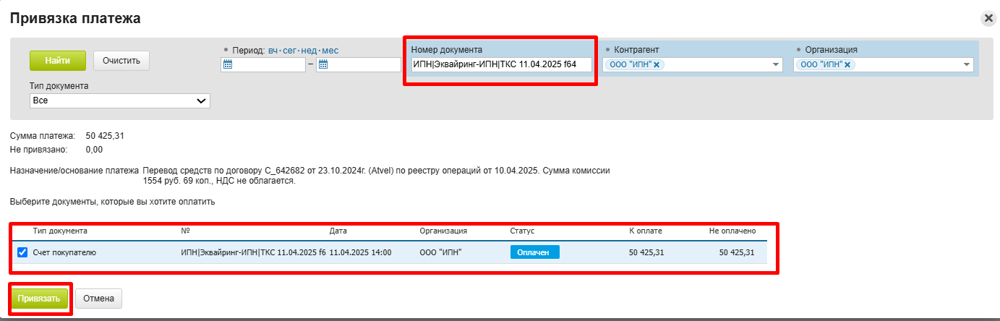 Привязка платежа
Найти
Очистить
Период: вч·сег·нед·мес
–
Номер документа
ИПН|Эквайринг-ИПН|ТКС 11.04.2025 f64
Контрагент
ООО "ИПН"
Организация
ООО "ИПН"
Тип документа
Все
Сумма платежа: 50 425,31
Не привязано: 0,00
Назначение/основание платежа Перевод средств по договору С_642682 от 23.10.2024г. (Atvel) по реестру операций от 10.04.2025. Сумма комиссии
1554 руб. 69 коп., НДС не облагается.
Выберите документы, которые вы хотите оплатить
Тип документа № Дата Организация Статус К оплате Не оплачено
Счет покупателю ИПН|Эквайринг-ИПН|ТКС 11.04.2025 f6 11.04.2025 14:00 ООО "ИПН" Оплачен 50 425,31 50 425,31
Привязать
Отмена